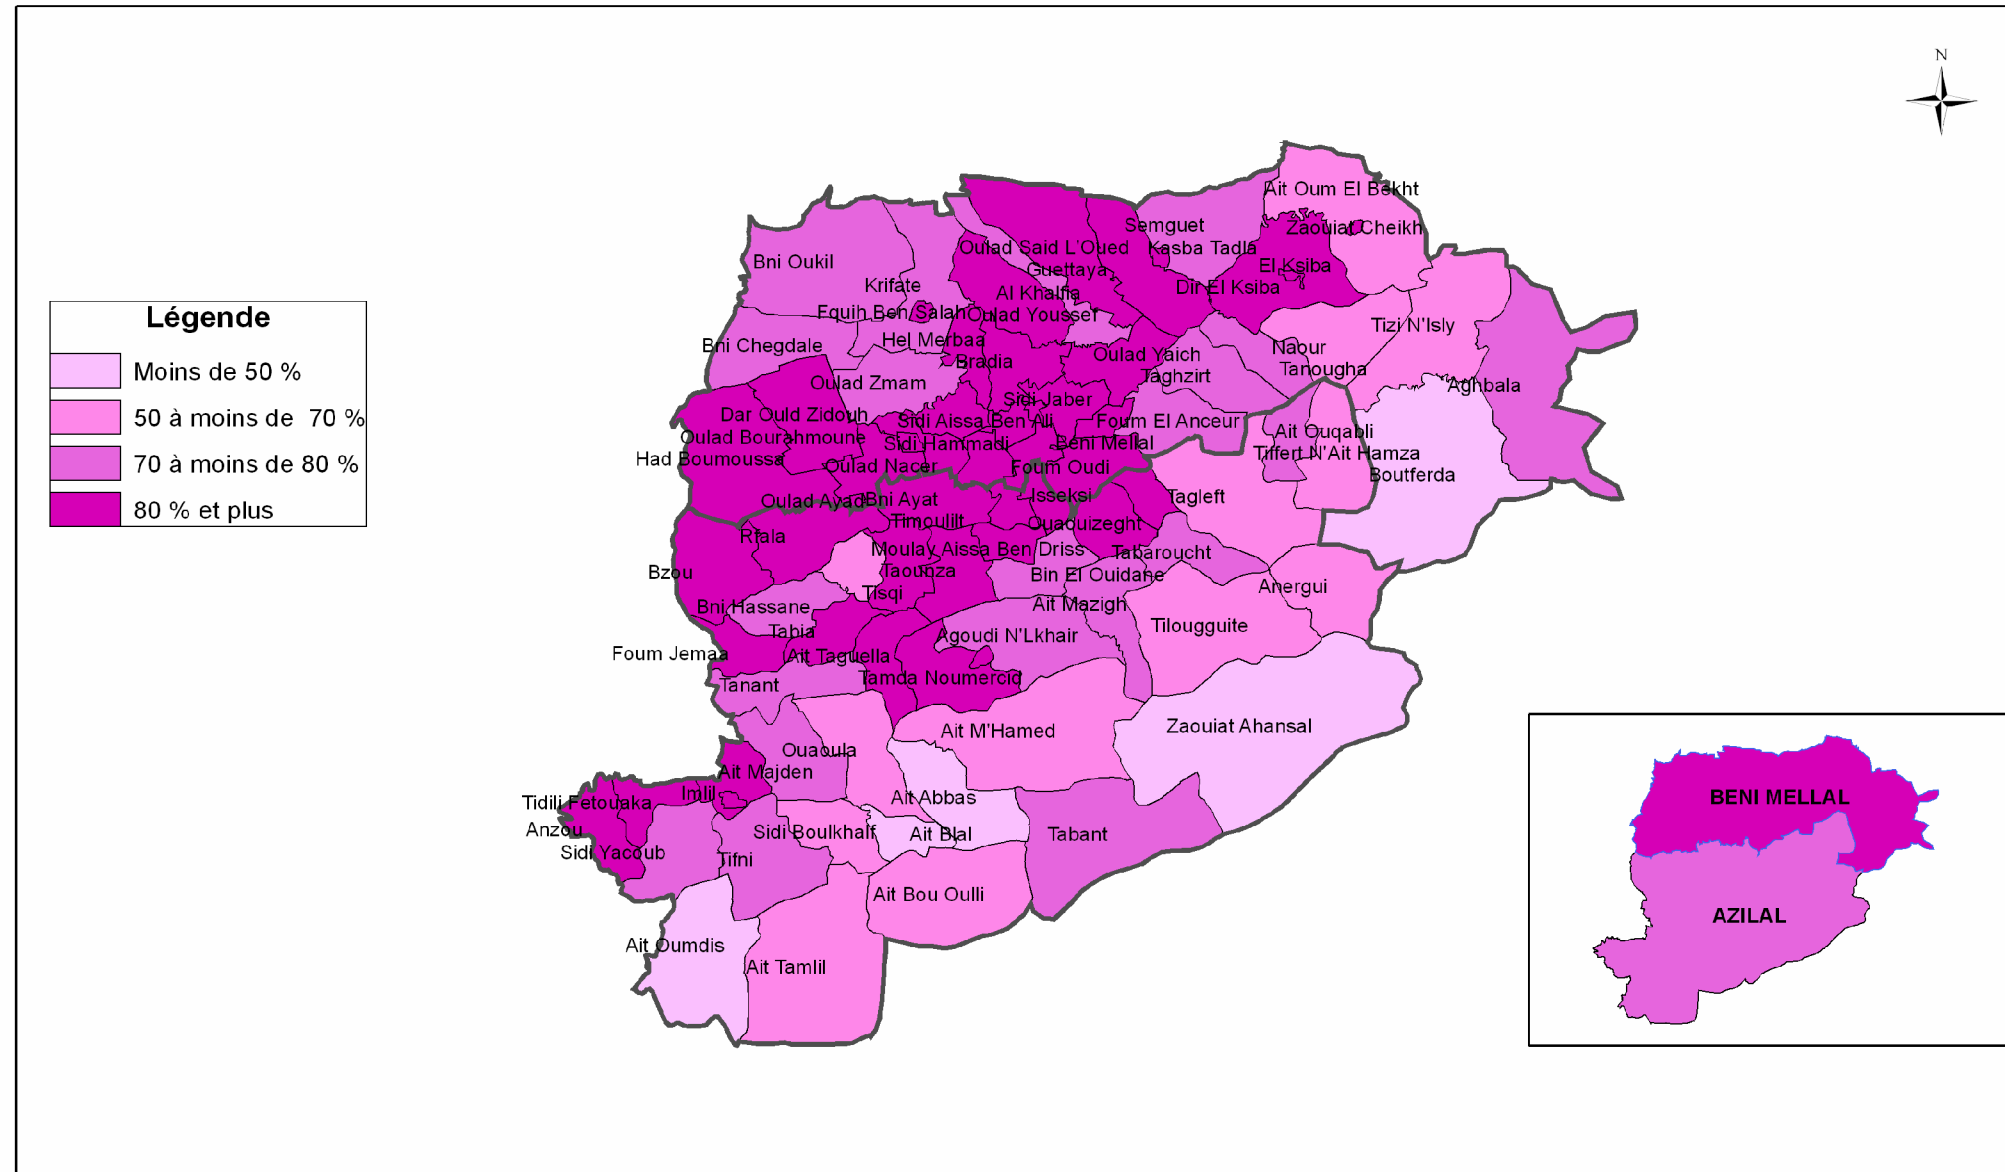 N
Ait Oum El Bekht
Semguet
Zaouiat Cheikh
Oulad Said L'Oued
Kasba Tadla
Bni Oukil
Guettaya
El Ksiba
Krifate
Al Khalfia
Dir El Ksiba
Fquih Ben Salah
Oulad Youssef
Tizi N'Isly
Légende
Bni Chegdale
Hel Merbaa
Naour
Bradia
Oulad Yaich
Tanougha
Moins de 50 %
Oulad Zmam
Taghzirt
Aghbala
50 à moins de 70 %
Dar Ould Zidouh
Sidi Jaber
Sidi Aissa Ben Ali
Foum El Anceur
Oulad Bourahmoune
Ait Ouqabli
Sidi Hammadi
Beni Mellal
Had Boumoussa
Tiffert N'Ait Hamza
70 à moins de 80 %
Oulad Nacer
Foum Oudi
Boutferda
Oulad Ayad
Bni Ayat
Isseksi
Tagleft
80 % et plus
Timoulilt
Ouaouizeght
Rfala
Moulay Aissa Ben Driss
Tabaroucht
Bzou
Taounza
Bin El Ouidane
Tisqi
Anergui
Bni Hassane
Ait Mazigh
Tabia
Agoudi N'Lkhair
Tilougguite
Foum Jemaa
Ait Taguella
Tanant
Tamda Noumercid
Ait M'Hamed
Zaouiat Ahansal
Ouaoula
Ait Majden
Imlil
Ait Abbas
Tidili Fetouaka
Anzou
Sidi Boulkhalf
Ait Blal
Tabant
Sidi Yacoub
Tifni
Ait Bou Oulli
Ait Oumdis
Ait Tamlil
BENI MELLAL
AZILAL